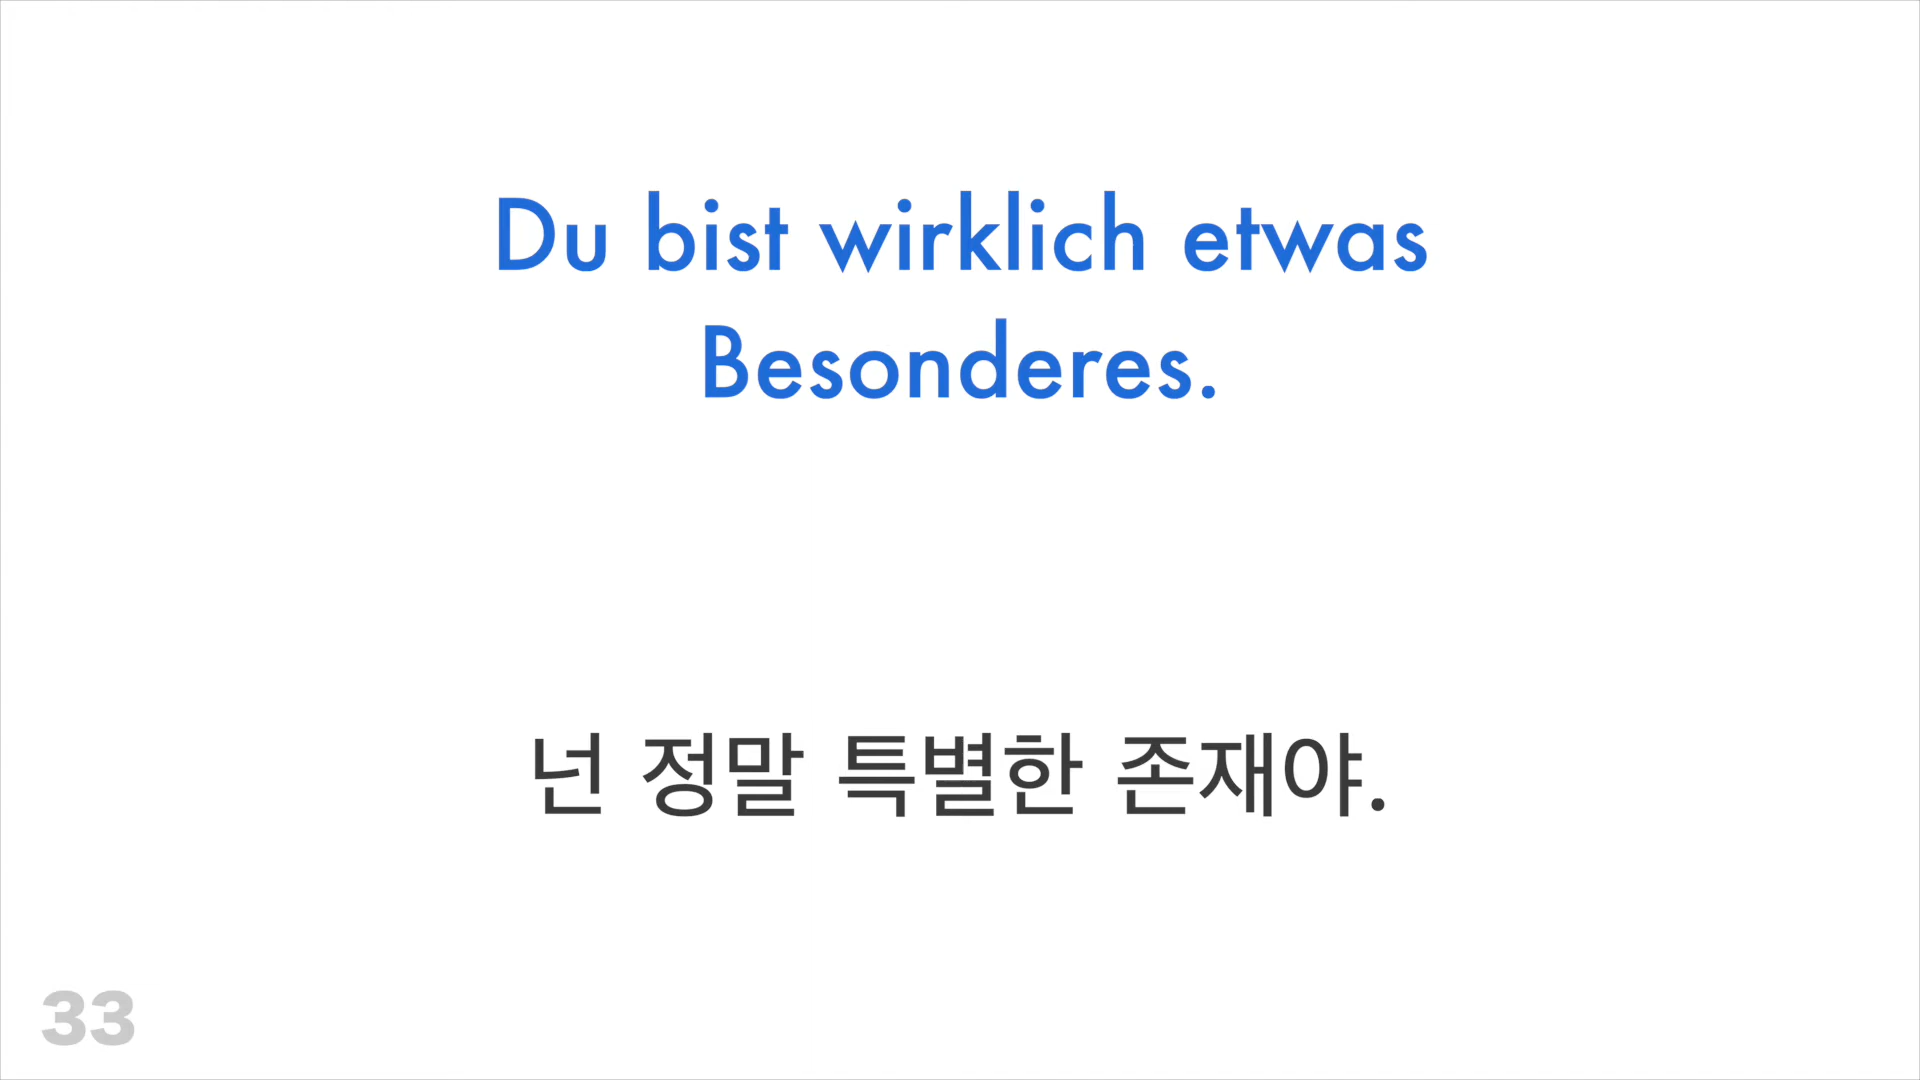 Du bist wirklich etwas
Besonderes.
넌 정말 특별한 존재야.
33